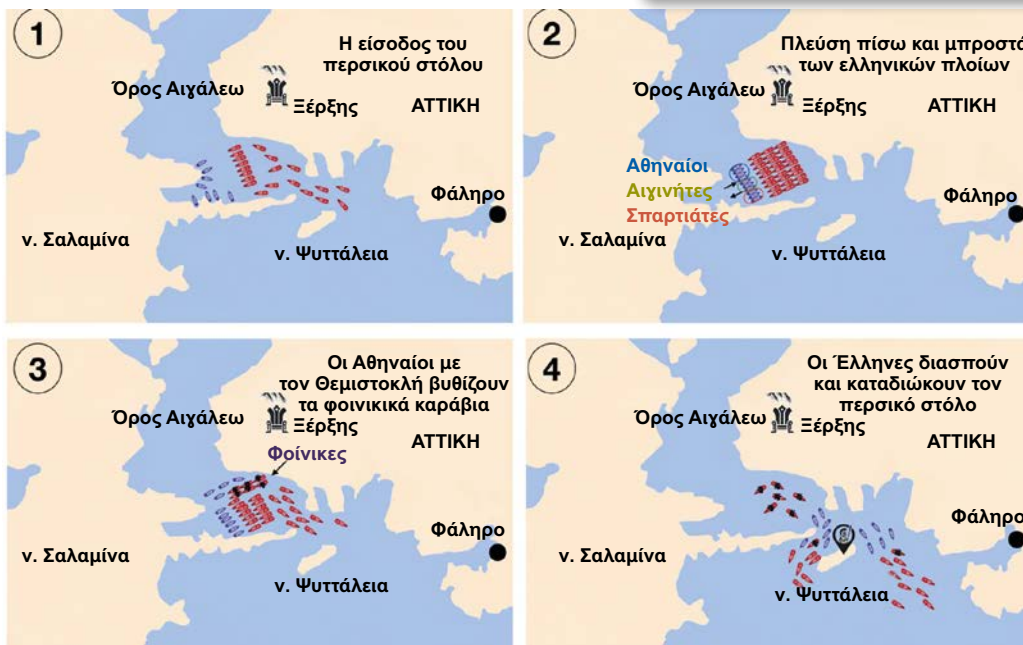 1
Η είσοδος του
περσικού στόλου
Όρος Αιγάλεω
Ξέρξης
ΑΤΤΙΚΗ
Φάληρο
ν. Σαλαμίνα
ν. Ψυττάλεια
2
Πλεύση πίσω και μπροστά
των ελληνικών πλοίων
Όρος Αιγάλεω
Ξέρξης
ΑΤΤΙΚΗ
Αθηναίοι
Αιγινήτες
Σπαρτιάτες
Φάληρο
ν. Σαλαμίνα
ν. Ψυττάλεια
3
Οι Αθηναίοι με
τον Θεμιστοκλή βυθίζουν
τα φοινικικά καράβια
Όρος Αιγάλεω
Ξέρξης
ΑΤΤΙΚΗ
Φοίνικες
Φάληρο
ν. Σαλαμίνα
ν. Ψυττάλεια
4
Οι Έλληνες διασπούν
και καταδιώκουν τον
περσικό στόλο
Όρος Αιγάλεω
Ξέρξης
ΑΤΤΙΚΗ
Φάληρο
ν. Σαλαμίνα
ν. Ψυττάλεια